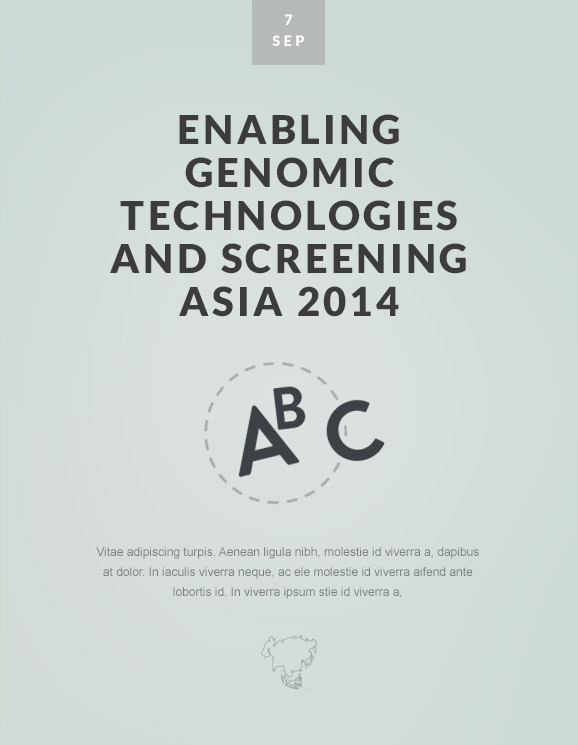 7
SEP
ENABLING
GENOMIC
TECHNOLOGIES
AND SCREENING
ASIA 2014
A B C
Vitae adipiscing turpis. Aenean ligula nibh, molestie id viverra a, dapibus
at dolor. In iaculis viverra neque, ac ele molestie id viverra aifend ante
lobortis id. In viverra ipsum stie id viverra a,